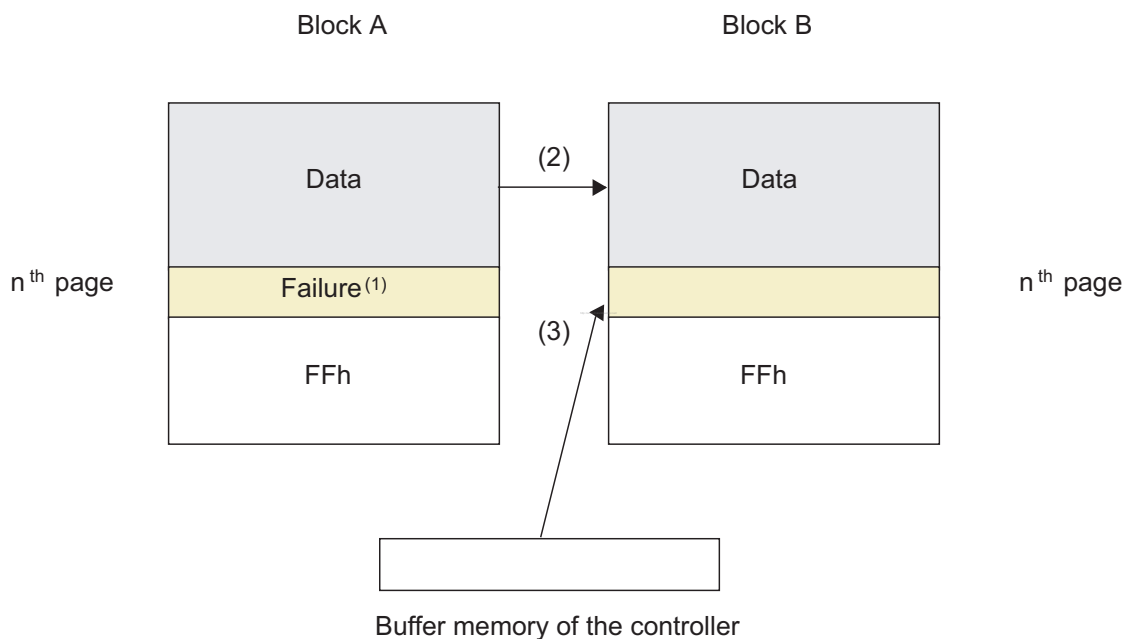 Block A
Block B
Data
(2)
Data
n th page
Failure (1)
n th page
(3)
FFh
FFh
Buffer memory of the controller